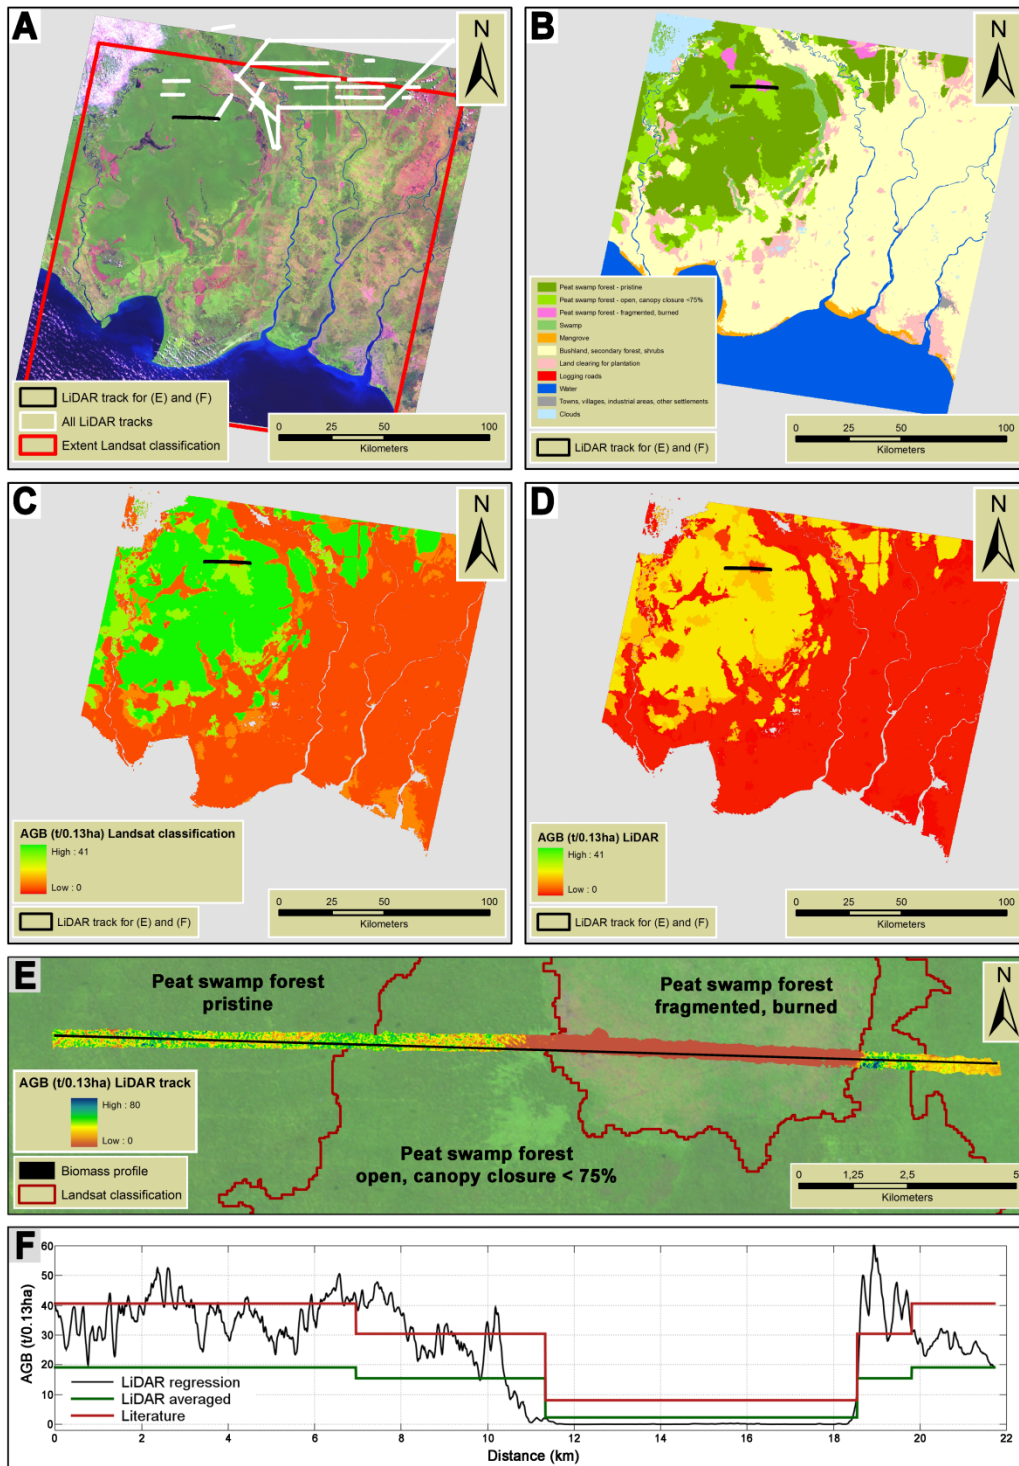 A
N
LiDAR track for (E) and (F)
All LiDAR tracks
Extent Landsat classification
0 25 50 100
Kilometers
B
N
Peat swamp forest - pristine
Peat swamp forest - open, canopy closure <75%
Peat swamp forest - fragmented, burned
Swamp
Mangrove
Bushland, secondary forest, shrubs
Land clearing for plantation
Logging roads
Water
Towns, villages, industrial areas, other settlements
Clouds
LiDAR track for (E) and (F)
0 25 50 100
Kilometers
C
N
AGB (t/0.13ha) Landsat classification
High : 41
Low : 0
LiDAR track for (E) and (F)
0 25 50 100
Kilometers
D
N
AGB (t/0.13ha) LiDAR
High : 41
Low : 0
LiDAR track for (E) and (F)
0 25 50 100
Kilometers
E
N
Peat swamp forest
pristine
Peat swamp forest
fragmented, burned
AGB (t/0.13ha) LiDAR track
High : 80
Low : 0
Biomass profile
Landsat classification
Peat swamp forest
open, canopy closure < 75%
0 1,25 2,5 5
Kilometers
F
AGB (t/0.13ha)
60
50
40
30
20
10
0
LiDAR regression
LiDAR averaged
Literature
0 2 4 6 8 10 12 14 16 18 20 22
Distance (km)